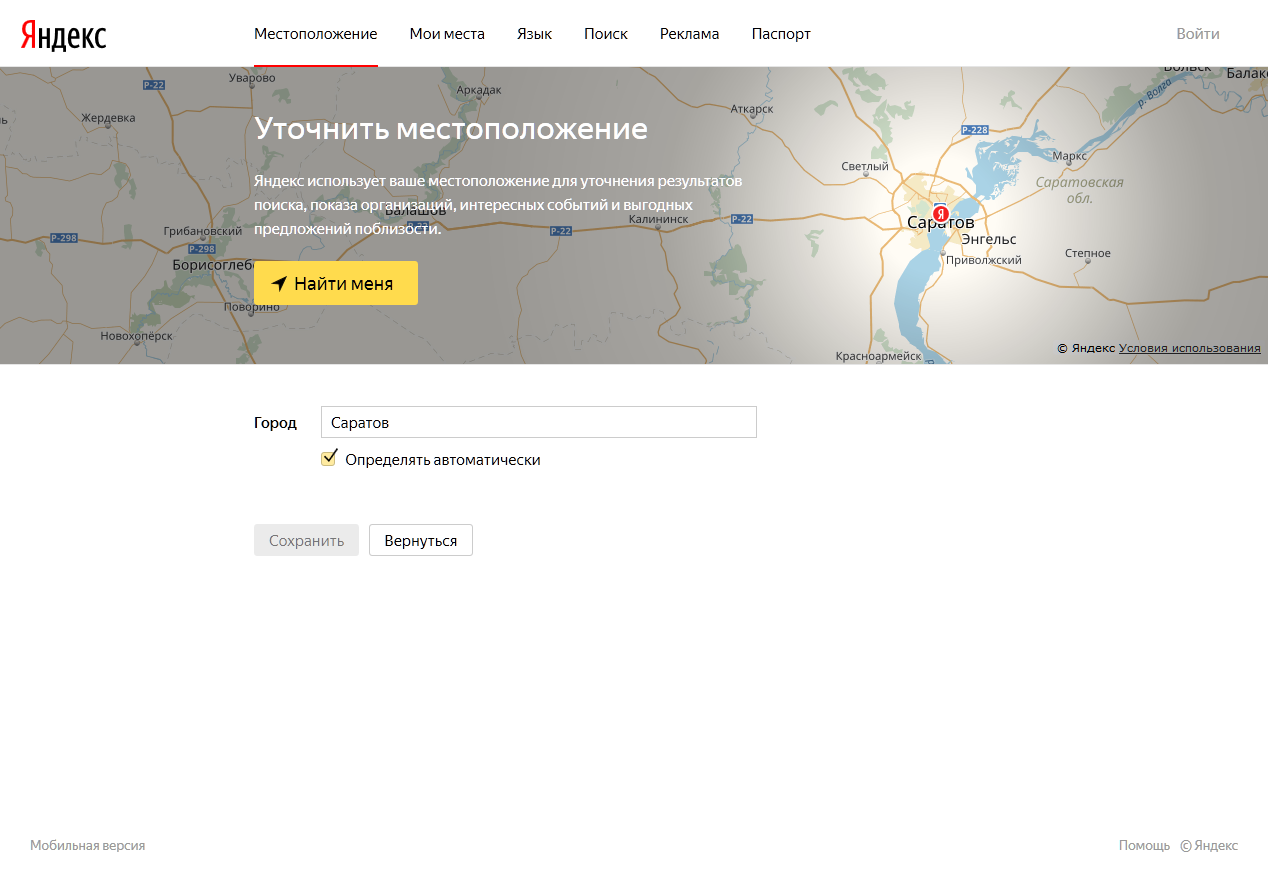 Яндекс
Местоположение Мои места Язык Поиск Реклама Паспорт Войти
Уварово
Р-22
Аркадак
Вольск
Балако
р. Волга
Жердевка
Аткарск
Уточнить местоположение
Р-228
Маркс
Светлый
Яндекс использует ваше местоположение для уточнения результатов
поиска, показа организаций, интересных событий и выгодных
предложений поблизости.
Саратовская
обл.
Балашов
Р-22
Калининск
Р-22
Саратов
Я
Грибановский
Р-22
Р-298
Р-298
Энгельс
Приволжский
Степное
Борисоглебс
Найти меня
Поворино
Новохопёрск
Красноармейск
© Яндекс Условия использования
Город Саратов
Определять автоматически
Сохранить Вернуться
Мобильная версия Помощь © Яндекс